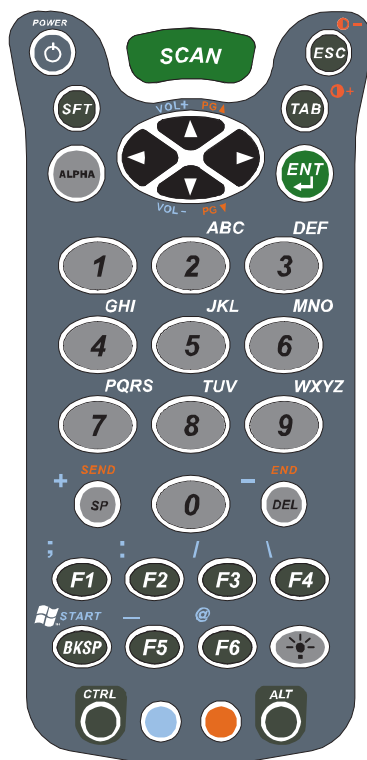 POWER
SCAN
ESC
−
SFT
VOL+ PG▲
TAB
+
ALPHA
ENT
VOL− PG▼
ABC DEF
1 2 3
GHI JKL MNO
4 5 6
PQRS TUV WXYZ
7 8 9
+ SEND − END
SP 0 DEL
; : / \
F1 F2 F3 F4
START _ @
BKSP F5 F6
CTRL ALT